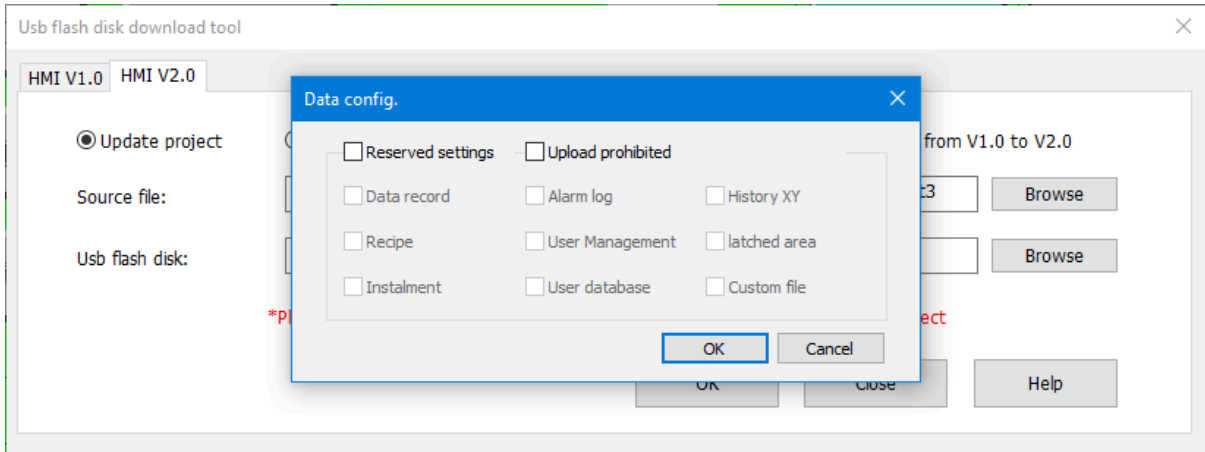 Usb flash disk download tool
HMI V1.0 HMI V2.0
Data config.
Update project
from V1.0 to V2.0
Reserved settings Upload prohibited
Source file:
Data record Alarm log History XY
t3 Browse
Recipe User Management latched area
Usb flash disk:
Browse
Instalment User database Custom file
*Pl
ect
OK Cancel
OK Close Help